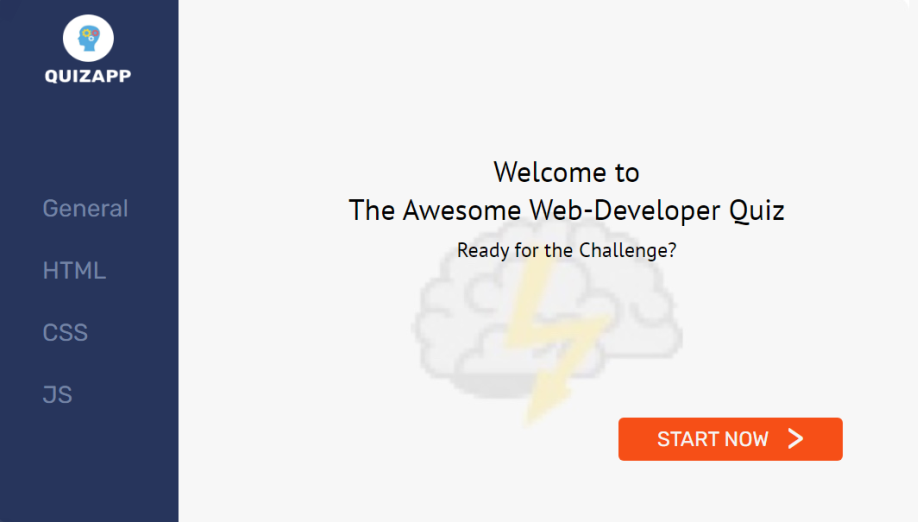 QUIZAPP
General
HTML
CSS
JS
Welcome to
The Awesome Web-Developer Quiz
Ready for the Challenge?
START NOW